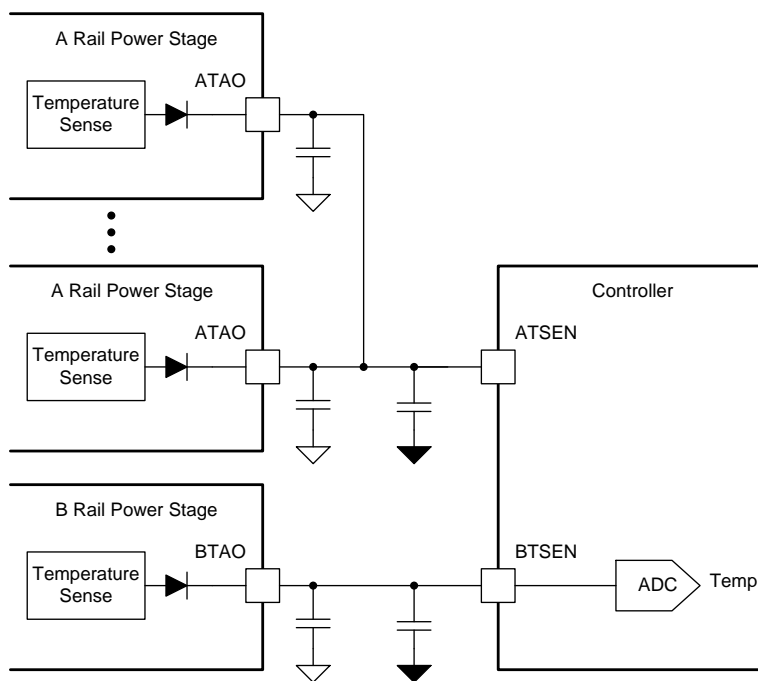 A Rail Power Stage
ATAO
Temperature
Sense
A Rail Power Stage
ATAO
Temperature
Sense
Controller
ATSEN
B Rail Power Stage
BTAO
Temperature
Sense
BTSEN
ADC
Temp